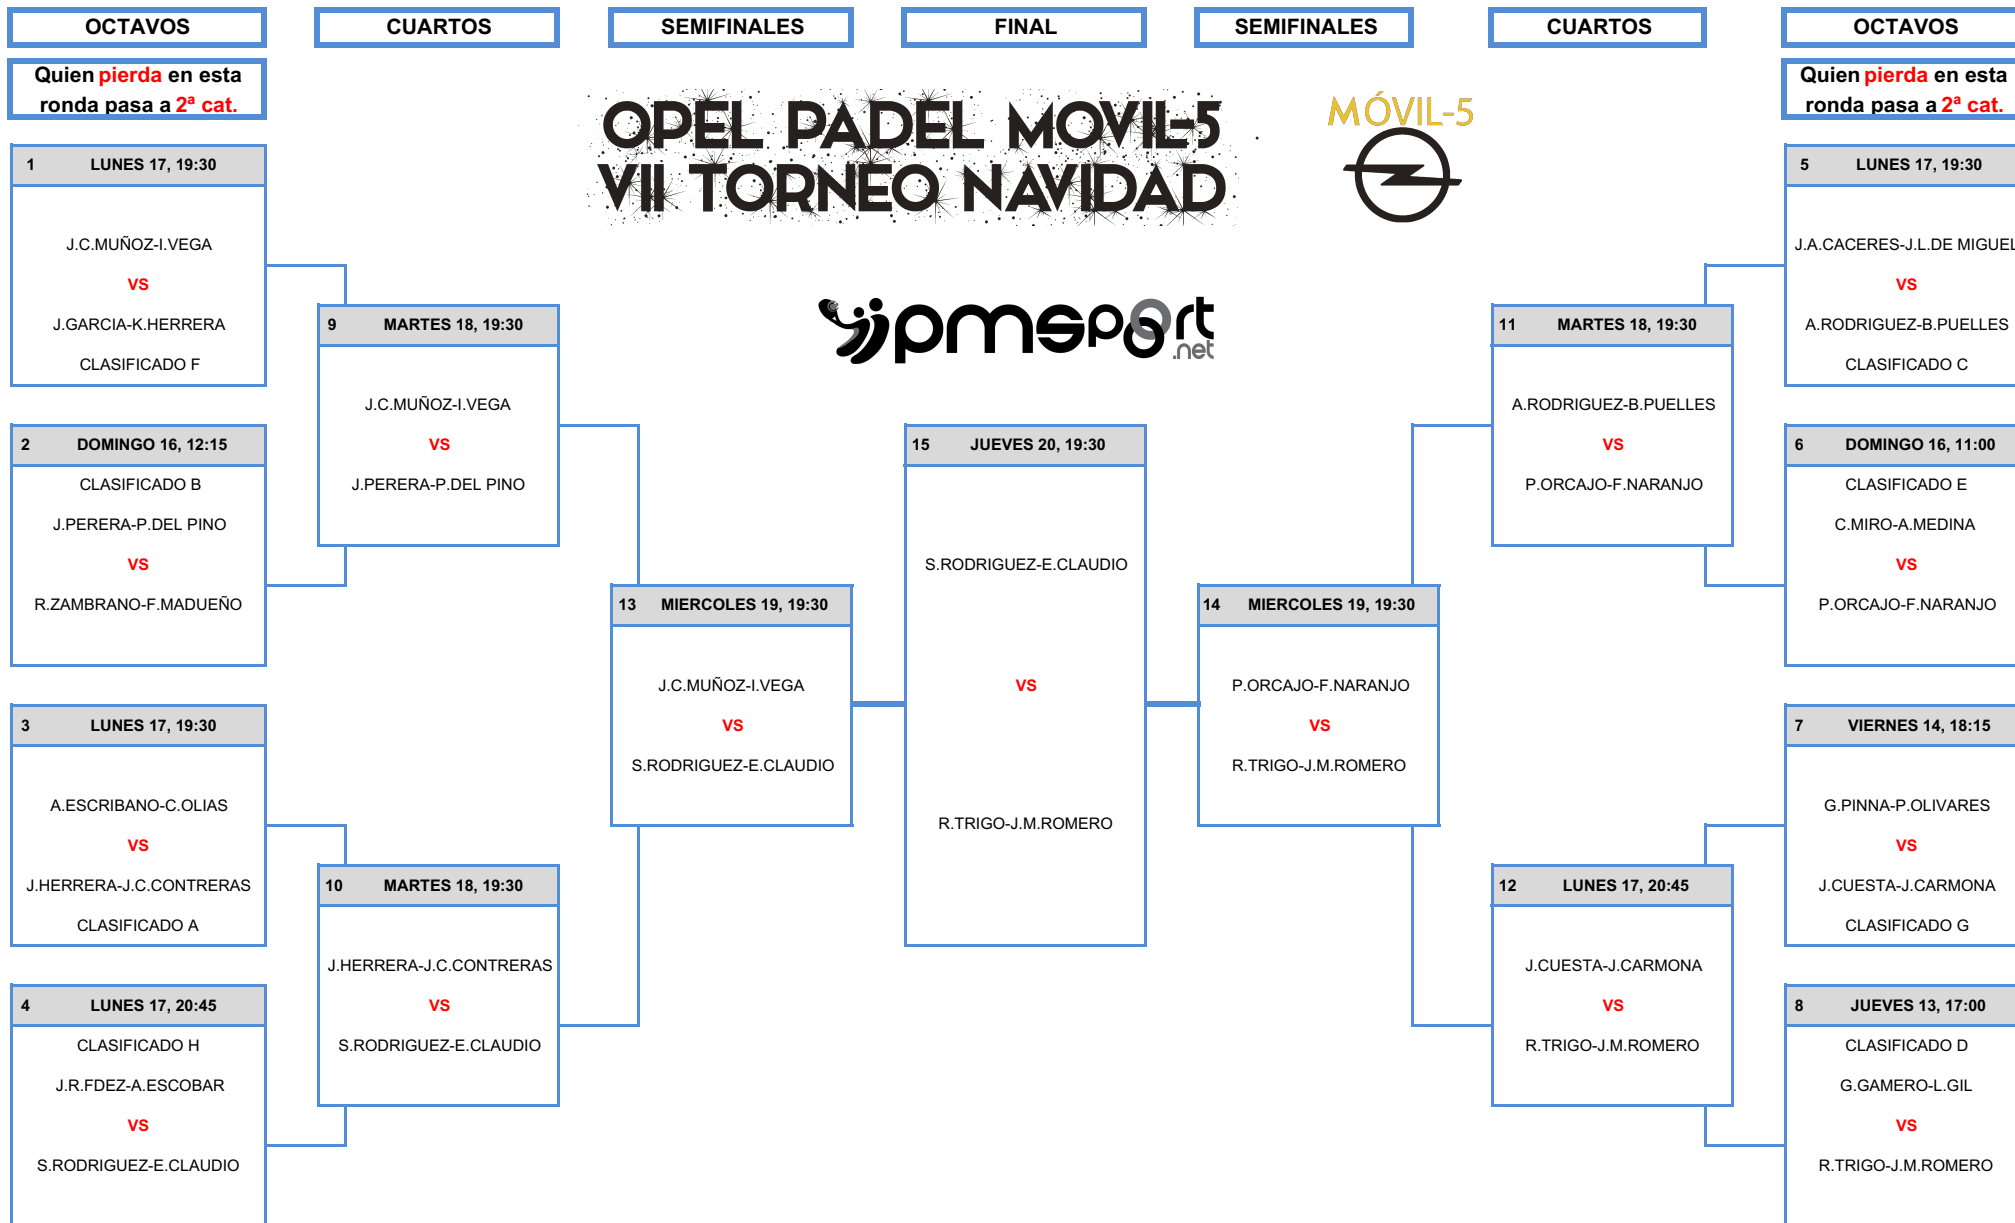 OCTAVOS
CUARTOS
SEMIFINALES
FINAL
SEMIFINALES
CUARTOS
OCTAVOS
Quien pierda en esta
ronda pasa a 2ª cat.
Quien pierda en esta
ronda pasa a 2ª cat.
OPEL PADEL MOVIL-5
VII TORNEO NAVIDAD
MÓVIL-5
jpmsport
.net
1 LUNES 17, 19:30
J.C.MUÑOZ-I.VEGA
VS
J.GARCIA-K.HERRERA
CLASIFICADO F
2 DOMINGO 16, 12:15
CLASIFICADO B
J.PERERA-P.DEL PINO
VS
R.ZAMBRANO-F.MADUEÑO
3 LUNES 17, 19:30
A.ESCRIBANO-C.OLIAS
VS
J.HERRERA-J.C.CONTRERAS
CLASIFICADO A
4 LUNES 17, 20:45
CLASIFICADO H
J.R.FDEZ-A.ESCOBAR
VS
S.RODRIGUEZ-E.CLAUDIO
9 MARTES 18, 19:30
J.C.MUÑOZ-I.VEGA
VS
J.PERERA-P.DEL PINO
10 MARTES 18, 19:30
J.HERRERA-J.C.CONTRERAS
VS
S.RODRIGUEZ-E.CLAUDIO
13 MIERCOLES 19, 19:30
J.C.MUÑOZ-I.VEGA
VS
S.RODRIGUEZ-E.CLAUDIO
15 JUEVES 20, 19:30
S.RODRIGUEZ-E.CLAUDIO
VS
R.TRIGO-J.M.ROMERO
14 MIERCOLES 19, 19:30
P.ORCAJO-F.NARANJO
VS
R.TRIGO-J.M.ROMERO
11 MARTES 18, 19:30
A.RODRIGUEZ-B.PUELLES
VS
P.ORCAJO-F.NARANJO
12 LUNES 17, 20:45
J.CUESTA-J.CARMONA
VS
R.TRIGO-J.M.ROMERO
5 LUNES 17, 19:30
J.A.CACERES-J.L.DE MIGUEL
VS
A.RODRIGUEZ-B.PUELLES
CLASIFICADO C
6 DOMINGO 16, 11:00
CLASIFICADO E
C.MIRO-A.MEDINA
VS
P.ORCAJO-F.NARANJO
7 VIERNES 14, 18:15
G.PINNA-P.OLIVARES
VS
J.CUESTA-J.CARMONA
CLASIFICADO G
8 JUEVES 13, 17:00
CLASIFICADO D
G.GAMERO-L.GIL
VS
R.TRIGO-J.M.ROMERO